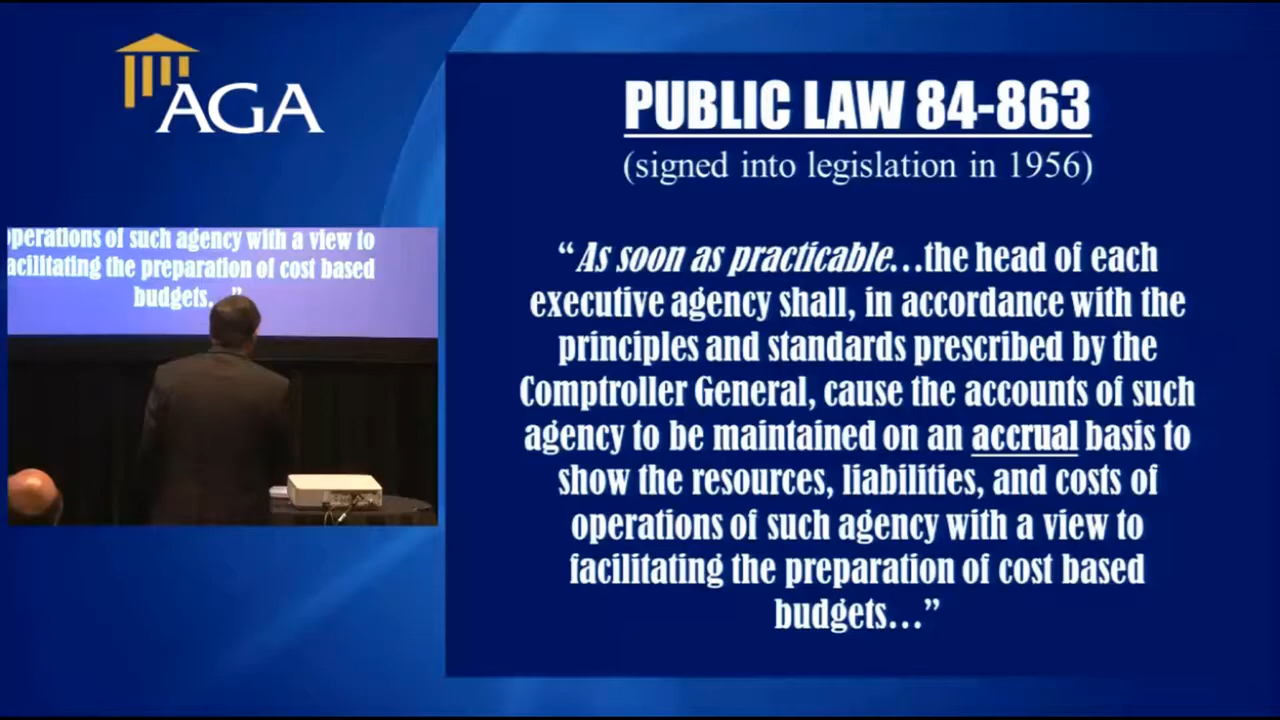 AGA
PUBLIC LAW 84-863
(signed into legislation in 1956)
“As soon as practicable…the head of each
executive agency shall, in accordance with the
principles and standards prescribed by the
Comptroller General, cause the accounts of such
agency to be maintained on an accrual basis to
show the resources, liabilities, and costs of
operations of such agency with a view to
facilitating the preparation of cost based
budgets…”
operations of such agency with a view to
acilitating the preparation of cost based
budgets…”